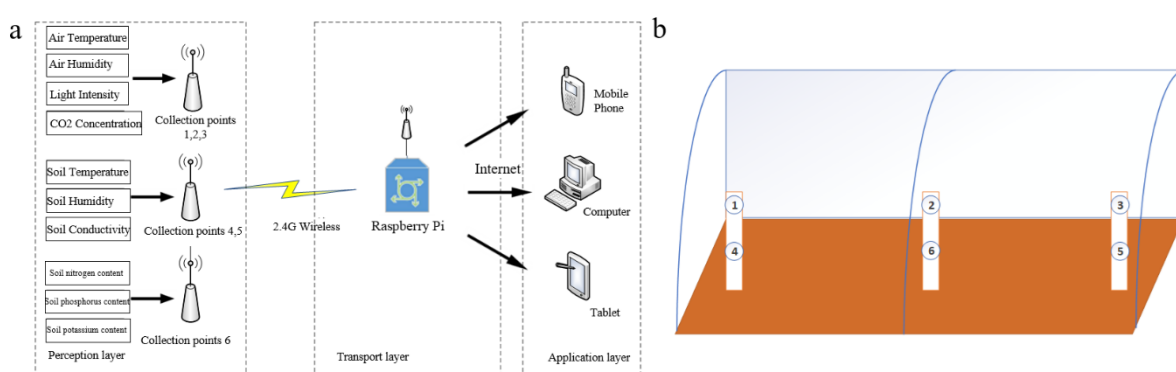 a
Air Temperature
Air Humidity
Light Intensity
CO2 Concentration
Collection points
1,2,3
Soil Temperature
Soil Humidity
Soil Conductivity
Collection points 4,5
Soil nitrogen content
Soil phosphorus content
Soil potassium content
Collection points 6
Perception layer
2.4G Wireless
Raspberry Pi
Transport layer
Internet
Mobile
Phone
Computer
Tablet
Application layer
b
1
2
3
4
6
5